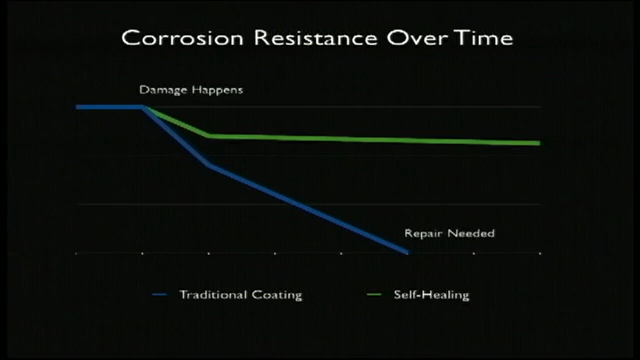 Corrosion Resistance Over Time
Damage Happens
Repair Needed
Traditional Coating
Self-Healing